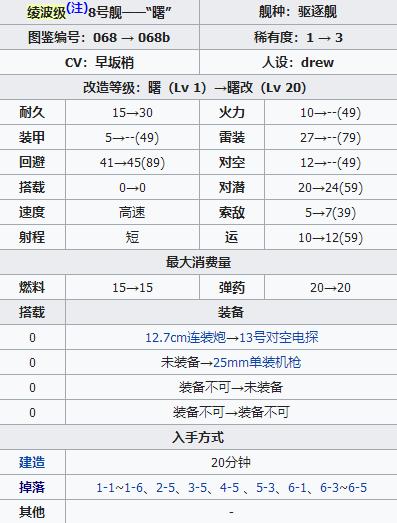 绫波级(注)8号舰——“曙” 舰种：驱逐舰
图鉴编号：068 → 068b 稀有度：1 → 3
CV：早坂梢 人设：drew
改造等级：曙（Lv 1）→曙改（Lv 20）
耐久 15→30 火力 10→--(49)
装甲 5→--(49) 雷装 27→--(79)
回避 41→45(89) 对空 12→--(49)
搭载 0→0 对潜 20→24(59)
速度 高速 索敌 5→7(39)
射程 短 运 10→12(59)
最大消费量
燃料 15→15 弹药 20→20
搭载 装备
0 12.7cm连装炮→13号对空电探
0 未装备→25mm单装机枪
0 装备不可→未装备
0 装备不可→装备不可
入手方式
建造 20分钟
掉落 1-1~1-6、2-5、3-5、4-5 、5-3、6-1、6-3~6-5
其他 -